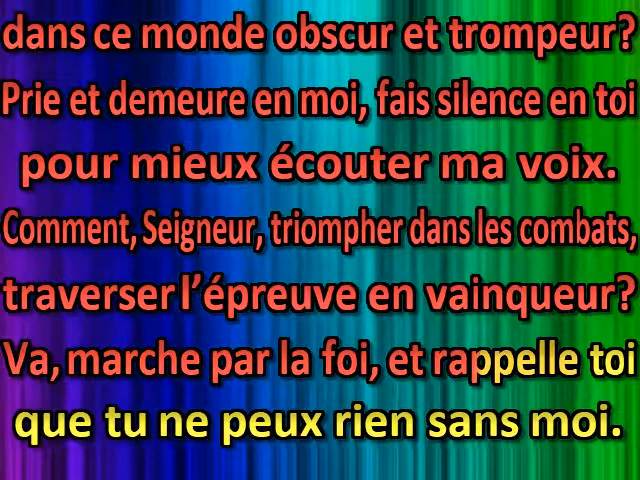 dans ce monde obscur et trompeur?
Prie et demeure en moi, fais silence en toi
pour mieux écouter ma voix.
Comment, Seigneur, triompher dans les combats,
traverser l’épreuve en vainqueur?
Va, marche par la foi, et rappelle toi
que tu ne peux rien sans moi.